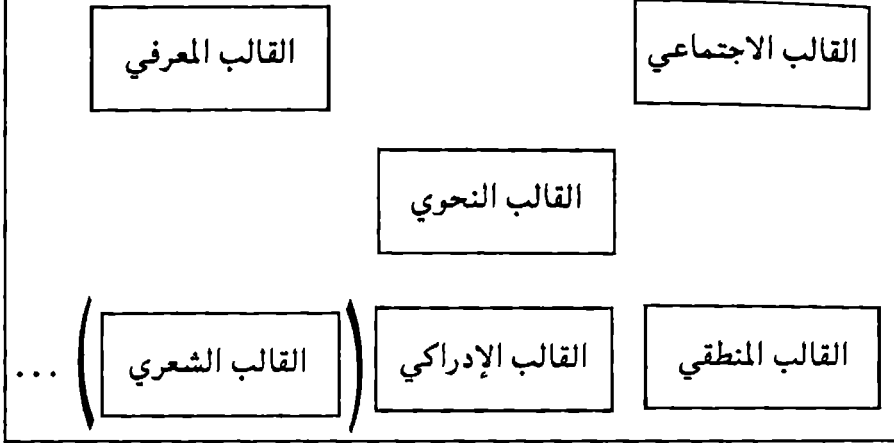 القالب الاجتماعي
القالب المعرفي
القالب النحوي
القالب المنطقي
القالب الإدراكي
(القالب الشعري) ...